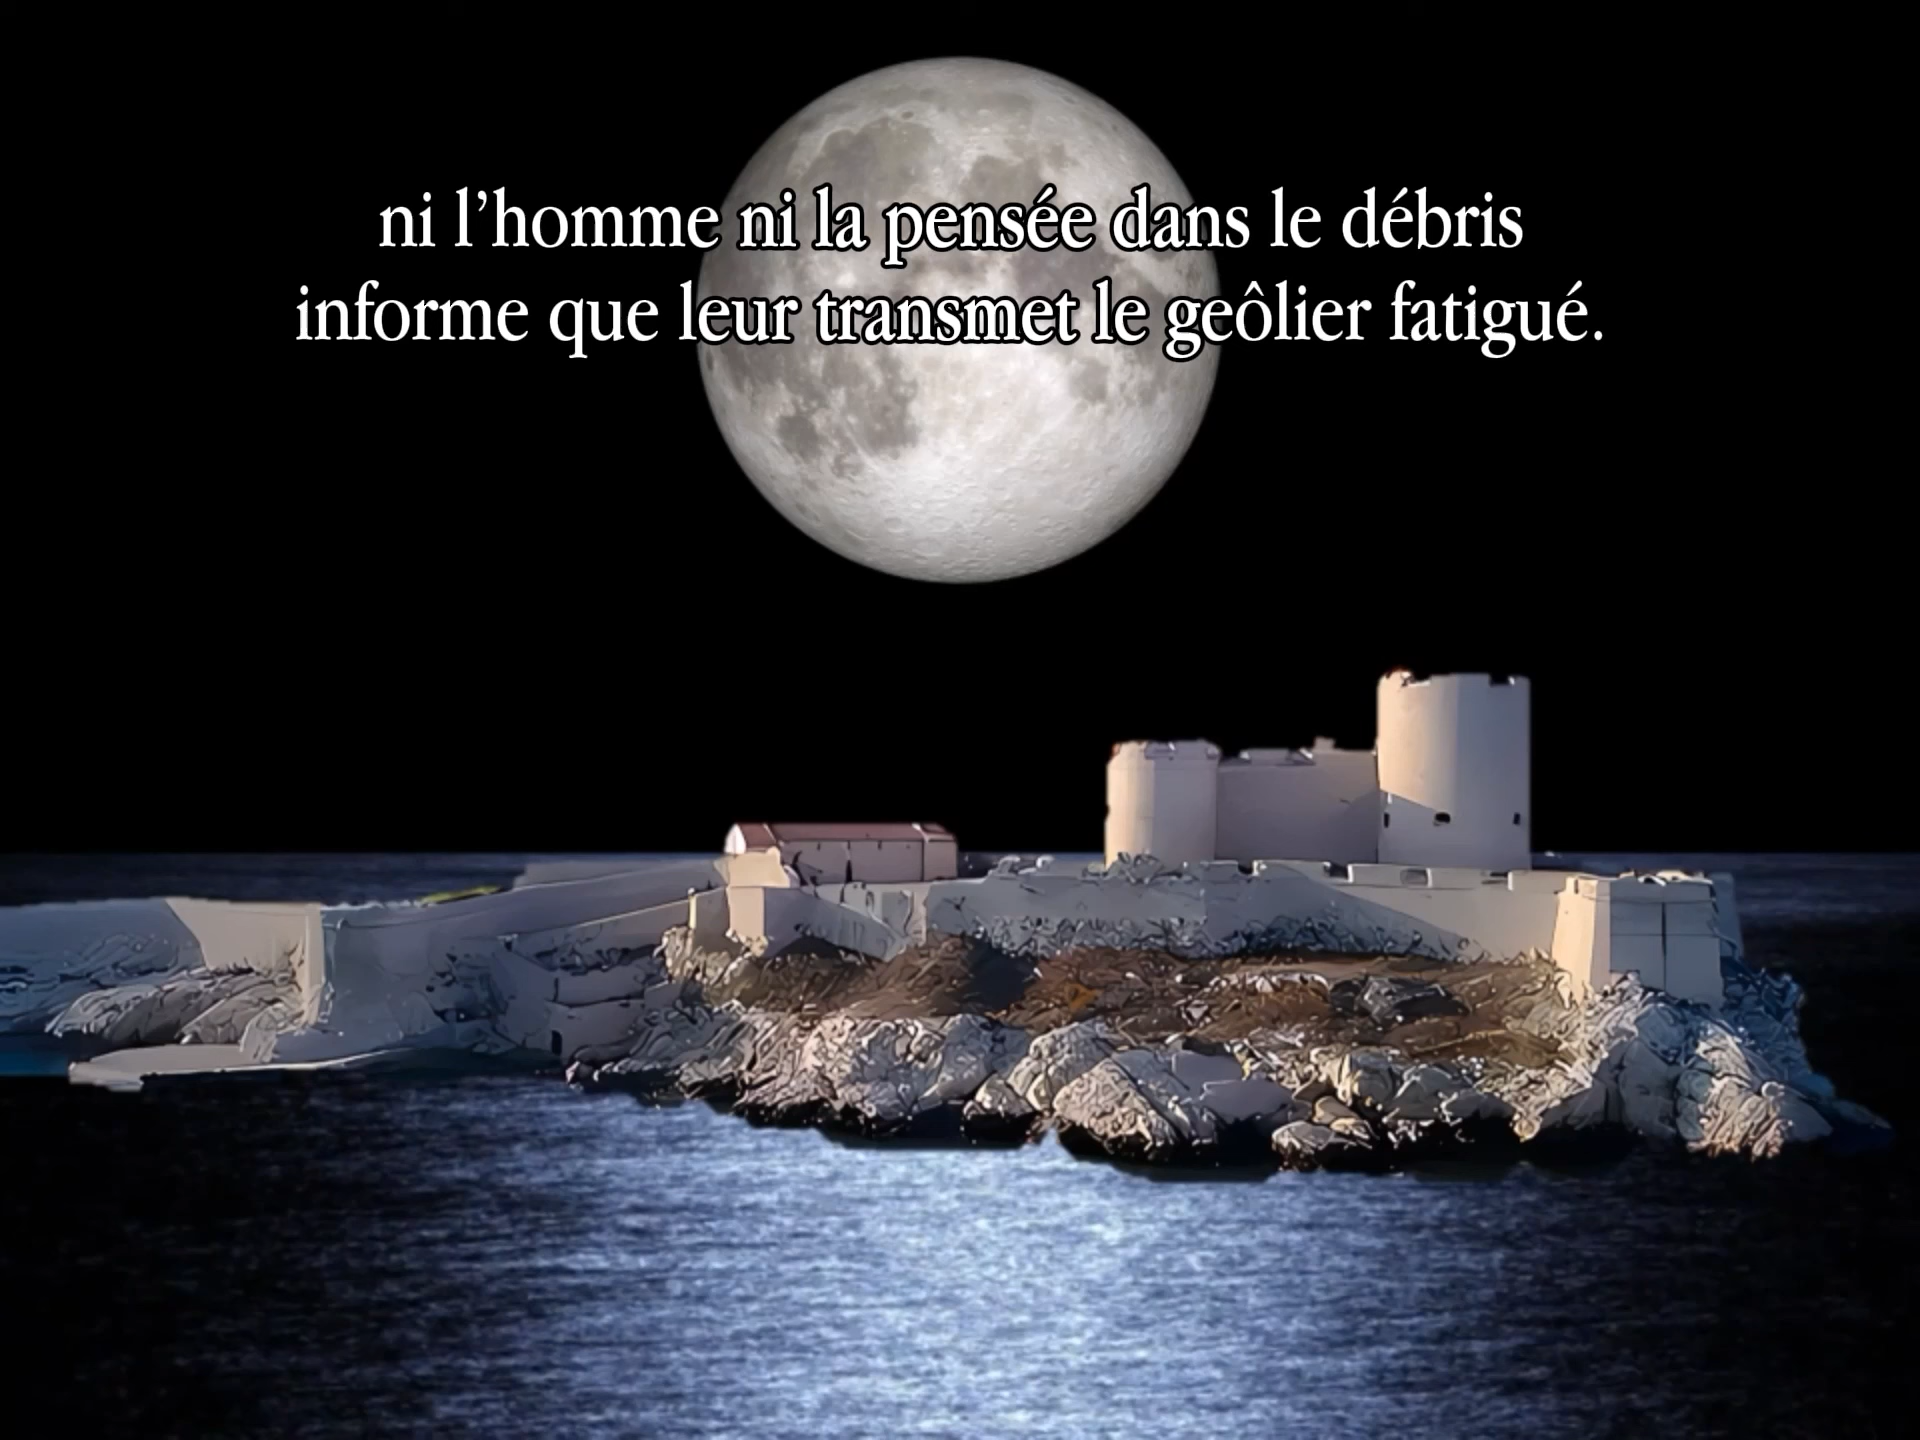 ni l’homme ni la pensée dans le débris
informe que leur transmet le geôlier fatigué.